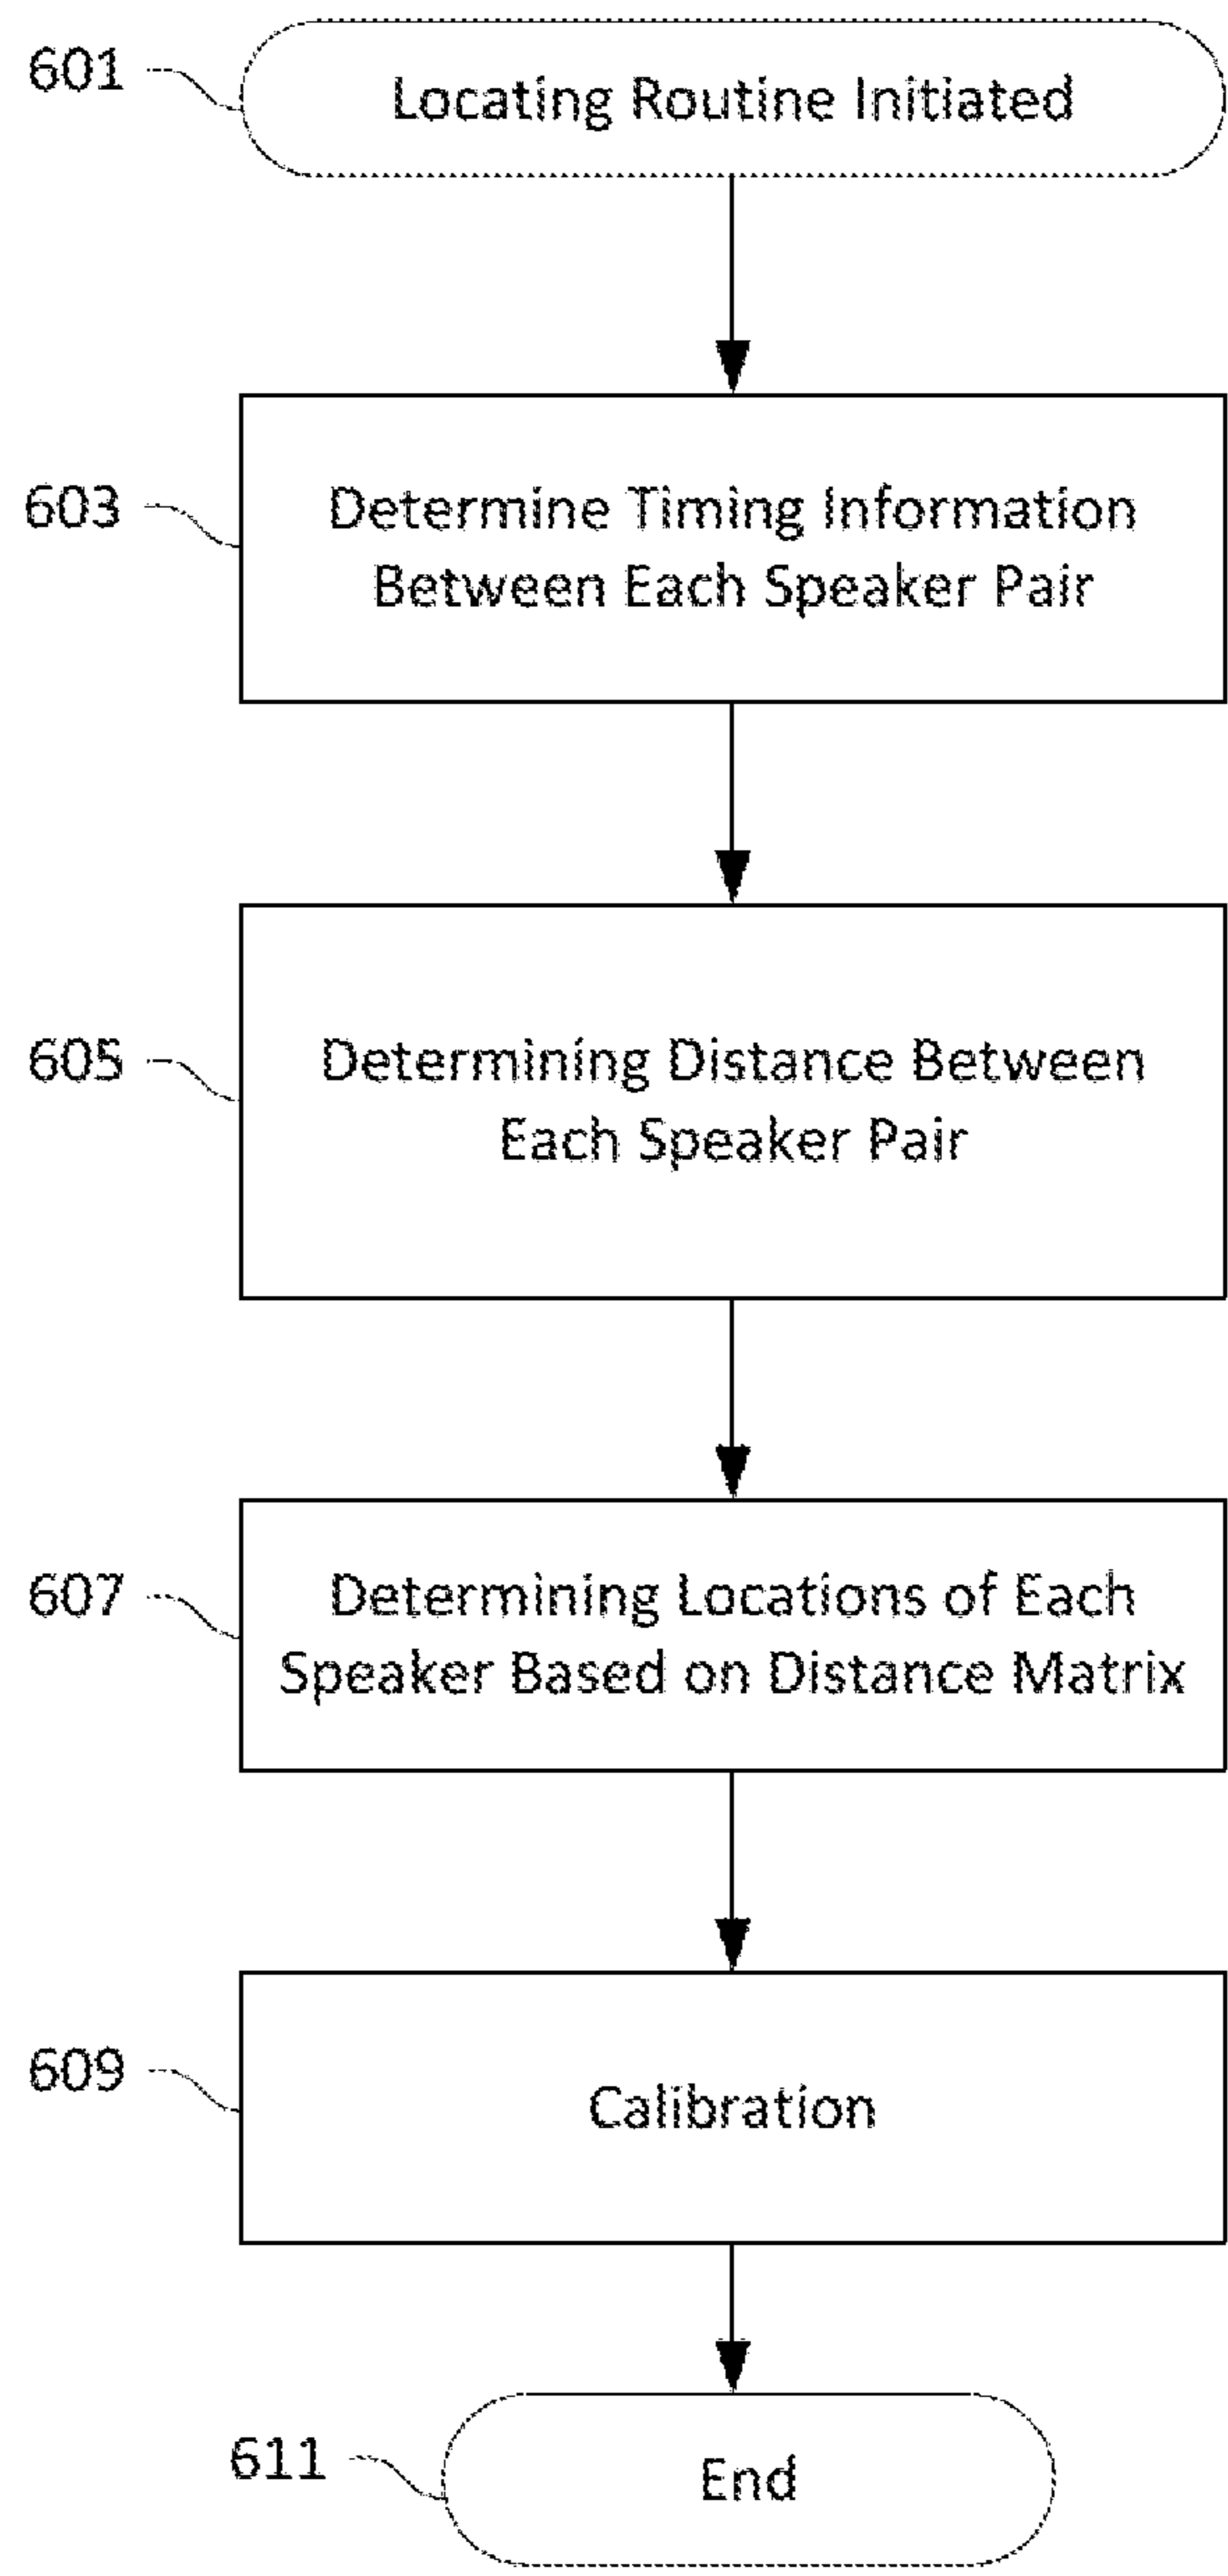 601
Locating Routine Initiated
603
Determine Timing Information
Between Each Speaker Pair
605
Determining Distance Between
Each Speaker Pair
607
Determining Locations of Each
Speaker Based on Distance Matrix
609
Calibration
611
End